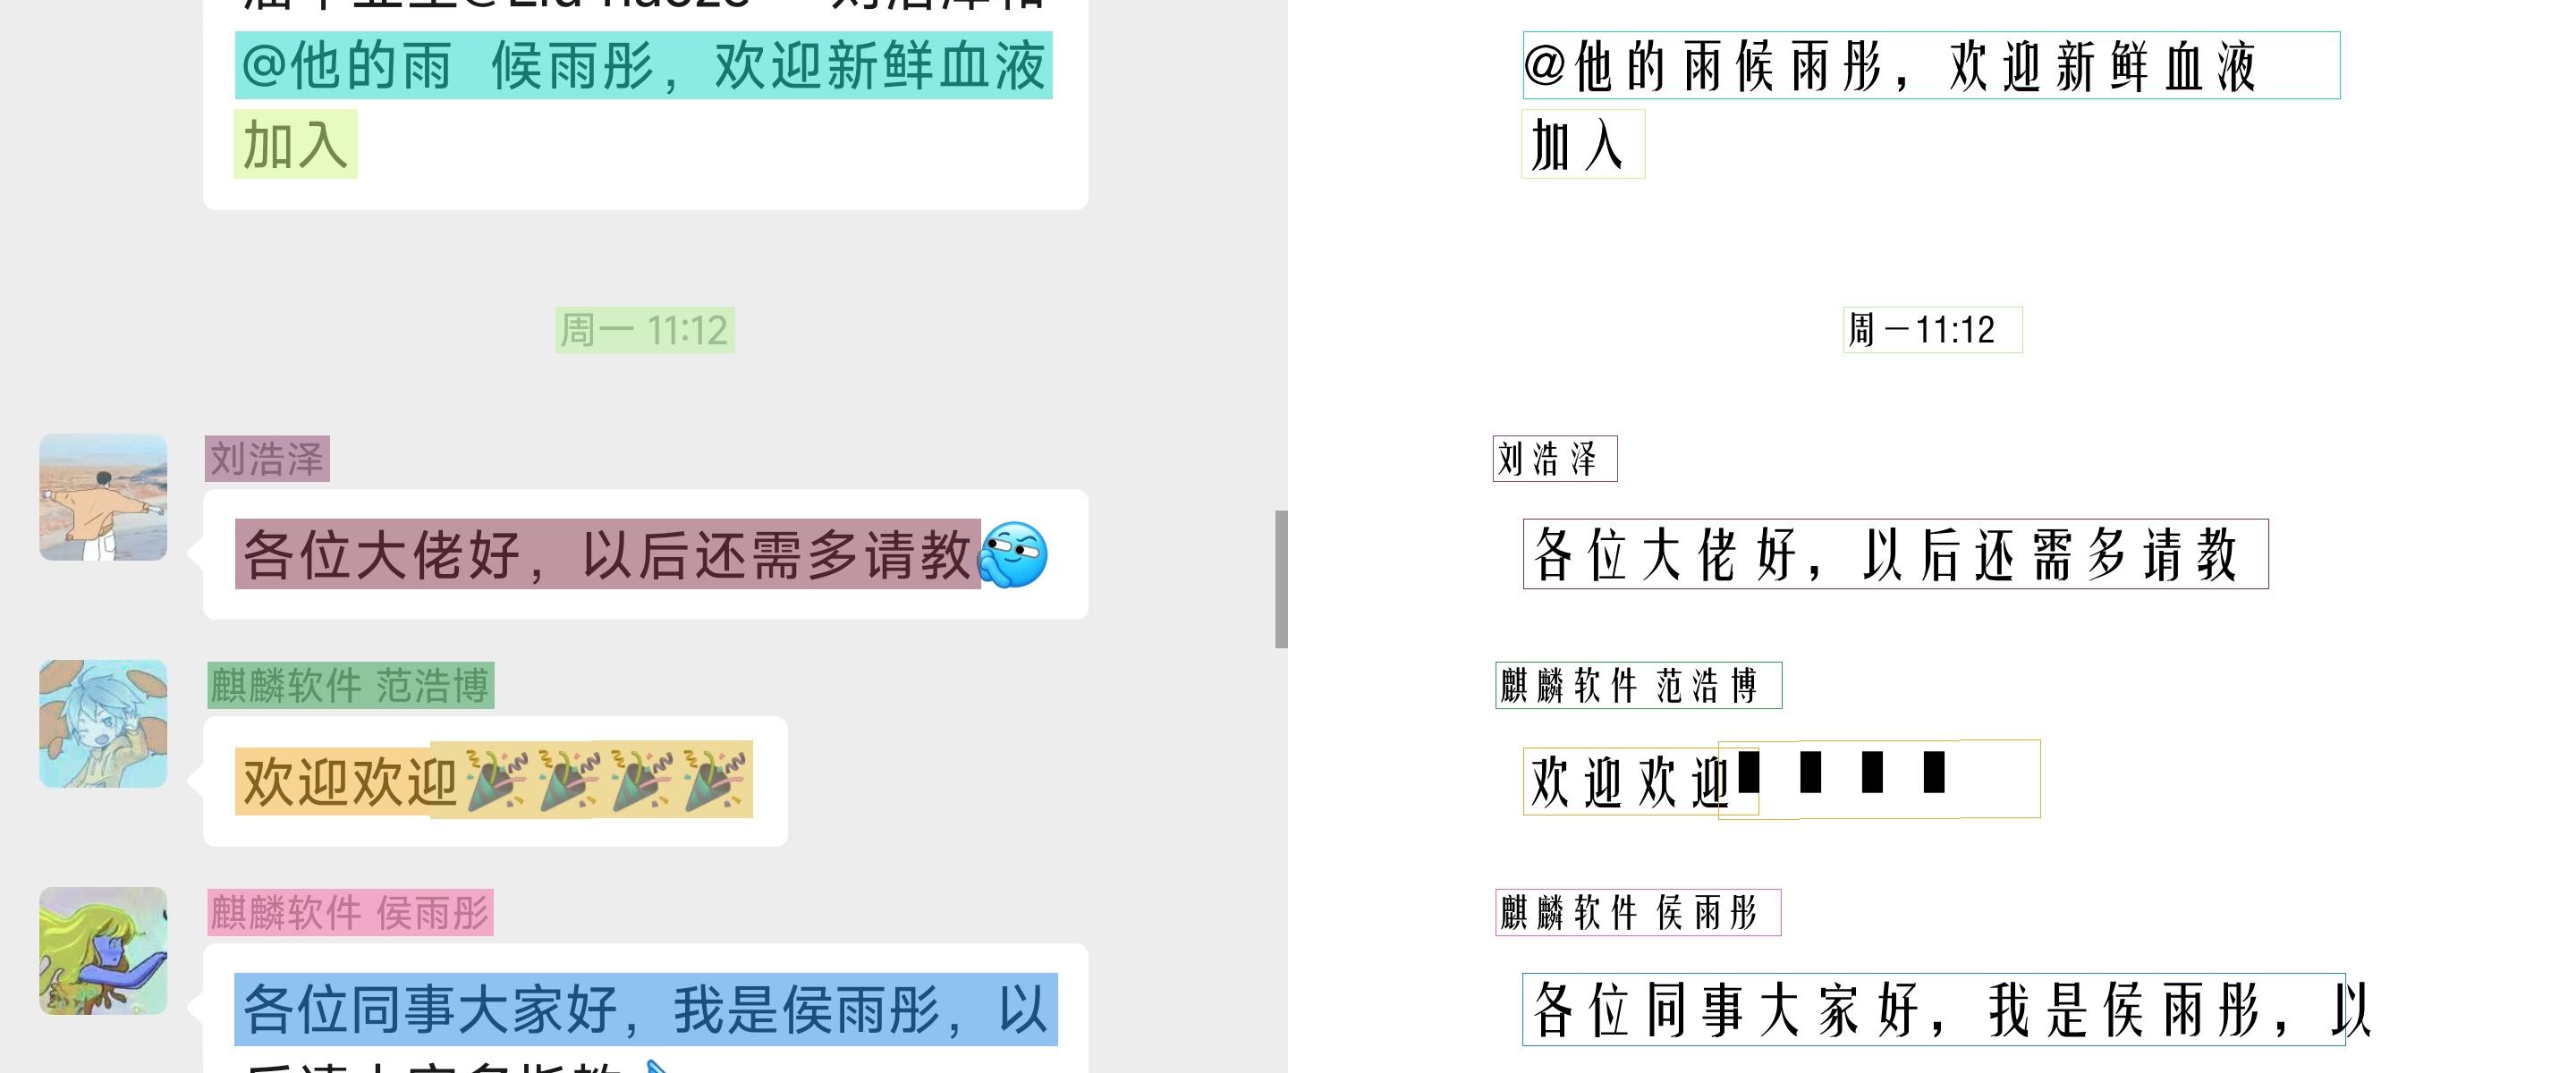 @他的雨 候雨彤，欢迎新鲜血液
加入
周一 11:12
刘浩泽
各位大佬好，以后还需多请教
麒麟软件 范浩博
欢迎欢迎🎉🎉🎉🎉
麒麟软件 侯雨彤
各位同事大家好，我是侯雨彤，以
@他的雨候雨彤，欢迎新鲜血液
加入
周一11:12
刘浩泽
各位大佬好，以后还需多请教
麒麟软件 范浩博
欢迎欢迎
麒麟软件 侯雨彤
各位同事大家好，我是侯雨彤，以